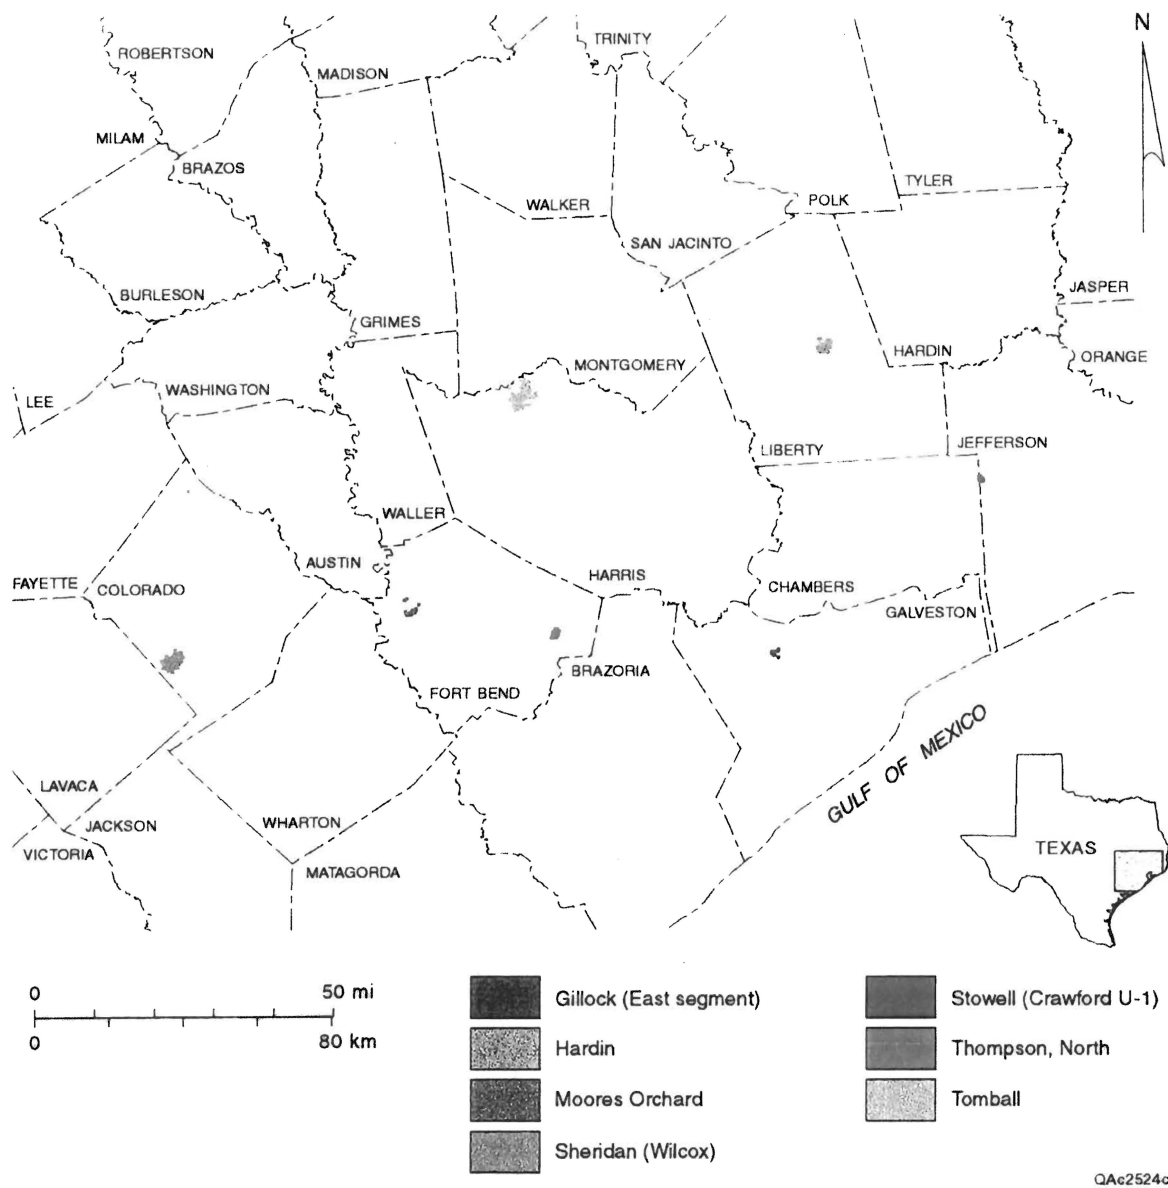 N
TRINITY
ROBERTSON
MADISON
MILAM
BRAZOS
TYLER
POLK
WALKER
SAN JACINTO
BURLESON
JASPER
GRIMES
HARDIN
MONTGOMERY
ORANGE
WASHINGTON
LEE
LIBERTY
JEFFERSON
WALLER
AUSTIN
HARRIS
FAYETTE
COLORADO
CHAMBERS
GALVESTON
BRAZORIA
FORT BEND
GULF OF MEXICO
LAVACA
JACKSON
WHARTON
VICTORIA
MATAGORDA
TEXAS
0 50 mi
0 80 km
Gillock (East segment)
Hardin
Moores Orchard
Sheridan (Wilcox)
Stowell (Crawford U-1)
Thompson, North
Tomball
QAc2524c